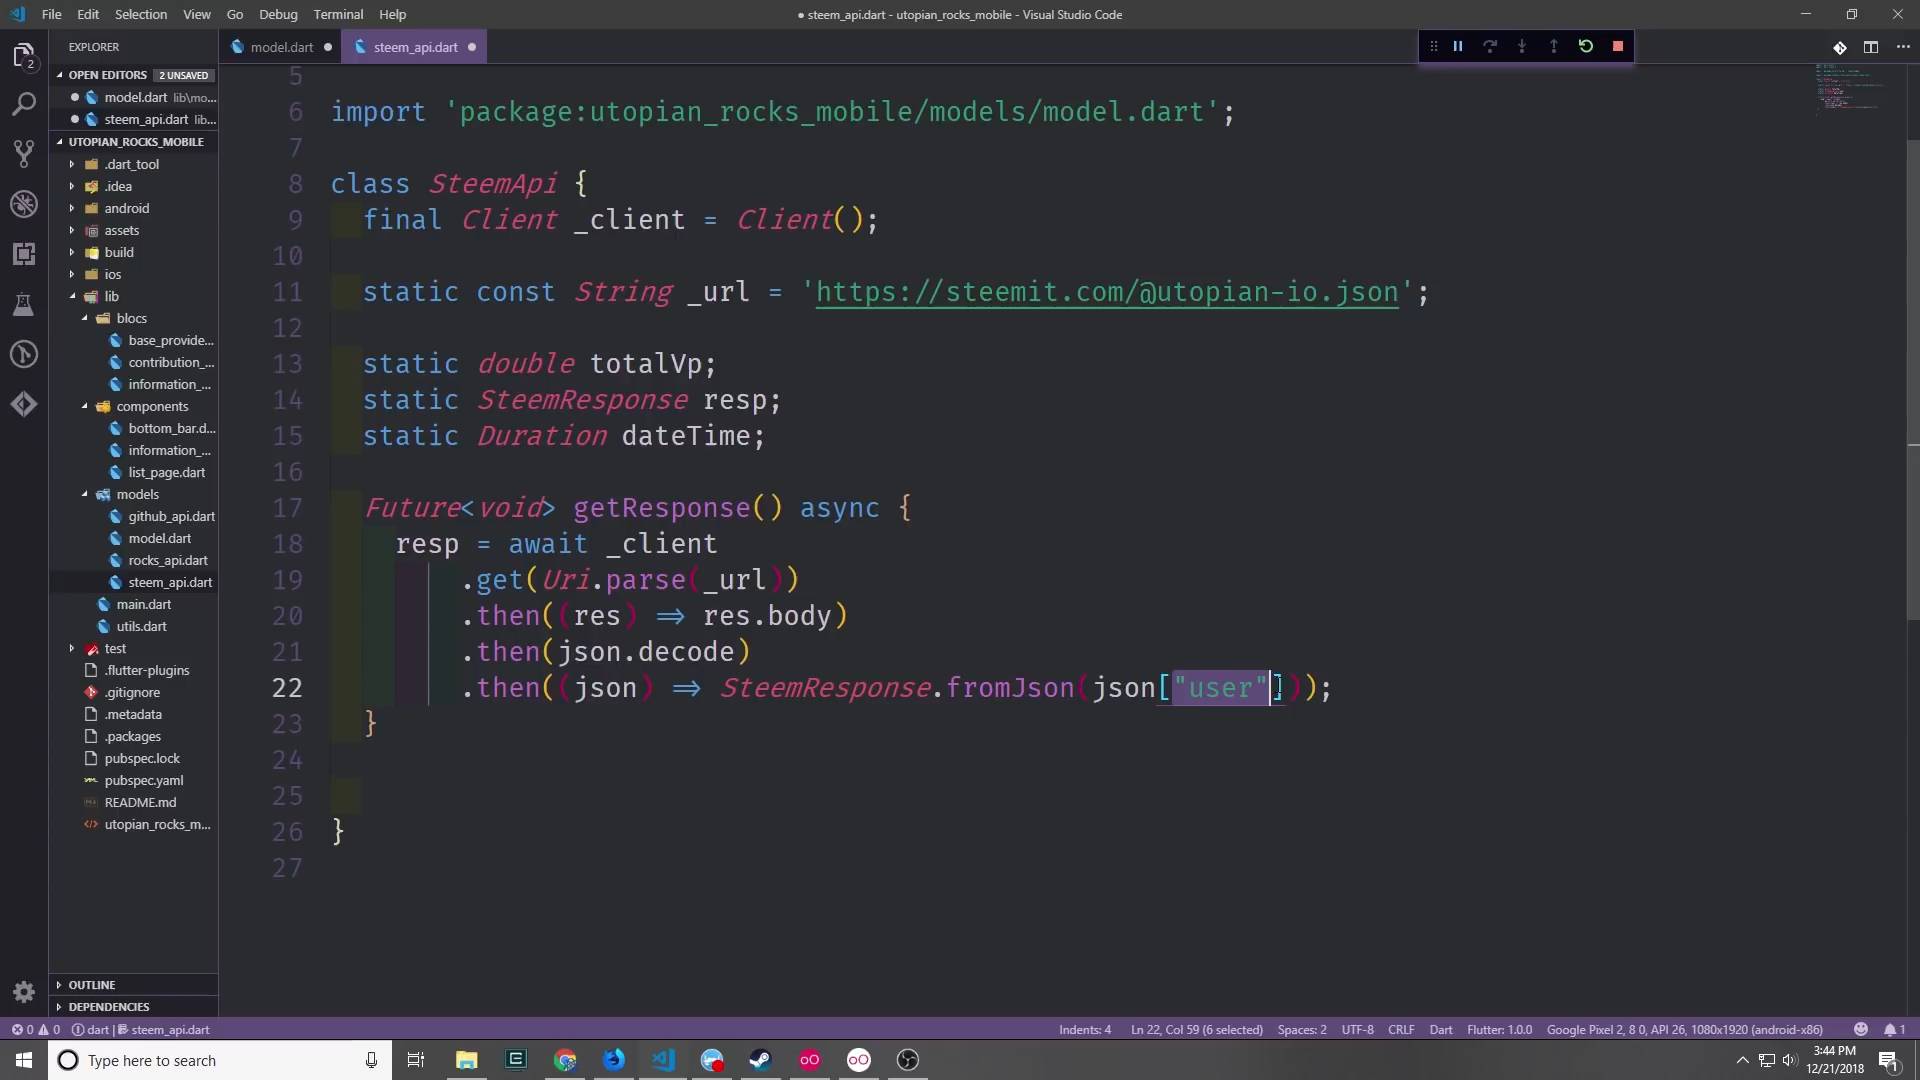 File Edit Selection View Go Debug Terminal Help
● steem_api.dart - utopian_rocks_mobile - Visual Studio Code
EXPLORER
model.dart
steem_api.dart
2
OPEN EDITORS 2 UNSAVED
model.dart lib\mo...
steem_api.dart lib...
UTOPIAN_ROCKS_MOBILE
.dart_tool
.idea
android
assets
build
ios
lib
blocs
base_provide...
contribution_...
information_...
components
bottom_bar.d...
information_...
list_page.dart
models
github_api.dart
model.dart
rocks_api.dart
steem_api.dart
main.dart
utils.dart
test
.flutter-plugins
.gitignore
.metadata
.packages
pubspec.lock
pubspec.yaml
README.md
utopian_rocks_m...
OUTLINE
DEPENDENCIES
5
6 import 'package:utopian_rocks_mobile/models/model.dart';
7
8 class SteemApi {
9 final Client _client = Client();
10
11 static const String _url = 'https://steemit.com/@utopian-io.json';
12
13 static double totalVp;
14 static SteemResponse resp;
15 static Duration dateTime;
16
17 Future<void> getResponse() async {
18 resp = await _client
19 .get(Uri.parse(_url))
20 .then((res) => res.body)
21 .then(json.decode)
22 .then((json) => SteemResponse.fromJson(json["user"]));
23 }
24
25
26 }
27
0 0 dart | steem_api.dart
Indents: 4 Ln 22, Col 59 (6 selected) Spaces: 2 UTF-8 CRLF Dart Flutter: 1.0.0 Google Pixel 2, 8 0, API 26, 1080x1920 (android-x86) 1
Type here to search
3:44 PM
12/21/2018
1